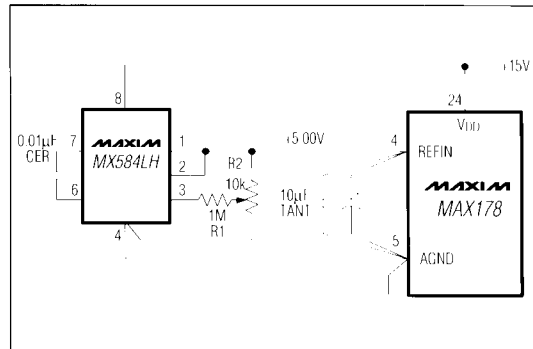 +15V
8
24
VDD
0.01µF
CER
7
MAXIM
MX584LH
1
2
+5.00V
4
REFIN
R2
10k
6
3
10µF
TANT
MAXIM
MAX178
1M
R1
4
5
AGND